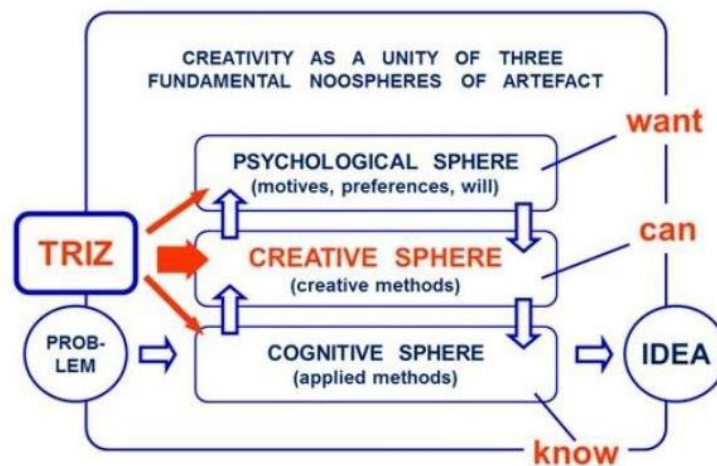 CREATIVITY AS A UNITY OF THREE
FUNDAMENTAL NOOSPHERES OF ARTEFACT
want
PSYCHOLOGICAL SPHERE
(motives, preferences, will)
TRIZ
can
CREATIVE SPHERE
(creative methods)
PROB-
LEM
COGNITIVE SPHERE
(applied methods)
IDEA
know